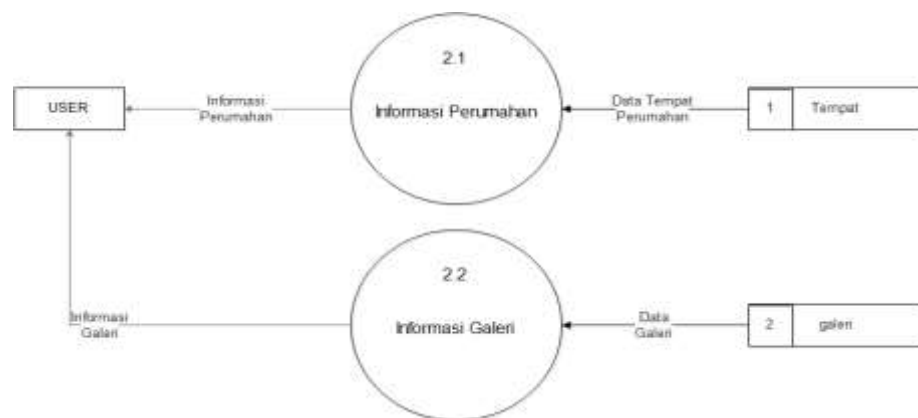 2.1
USER
Informasi
Perumahan
Informasi Perumahan
Data Tempat
Perumahan
1
Tempat
2.2
Informasi
Galeri
Informasi Galeri
Data
Galeri
2
galeri